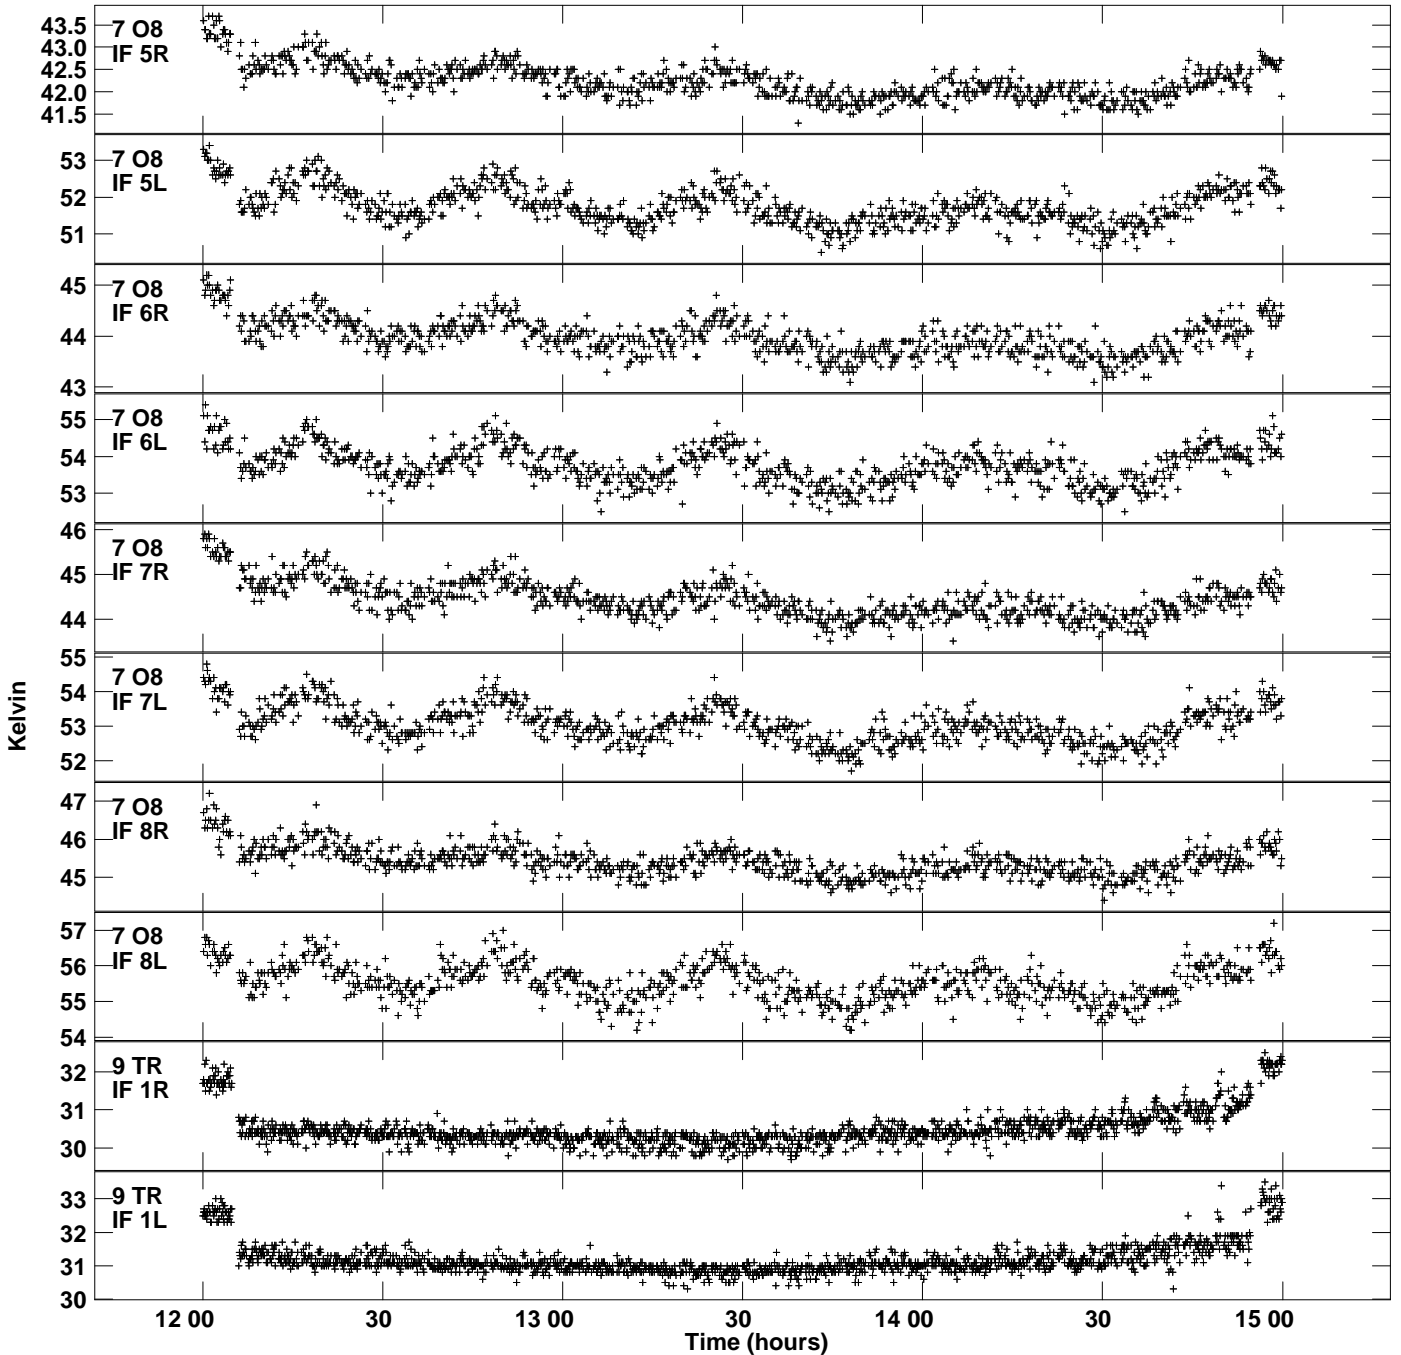 43.5
43.0
42.5
42.0
41.5
7 O8
IF 5R
53
52
51
7 O8
IF 5L
45
44
43
7 O8
IF 6R
55
54
53
7 O8
IF 6L
46
45
44
7 O8
IF 7R
55
54
53
52
7 O8
IF 7L
47
46
45
7 O8
IF 8R
57
56
55
54
7 O8
IF 8L
32
31
30
9 TR
IF 1R
33
32
31
30
9 TR
IF 1L
Kelvin
12 00 30 13 00 30 14 00 30 15 00
Time (hours)